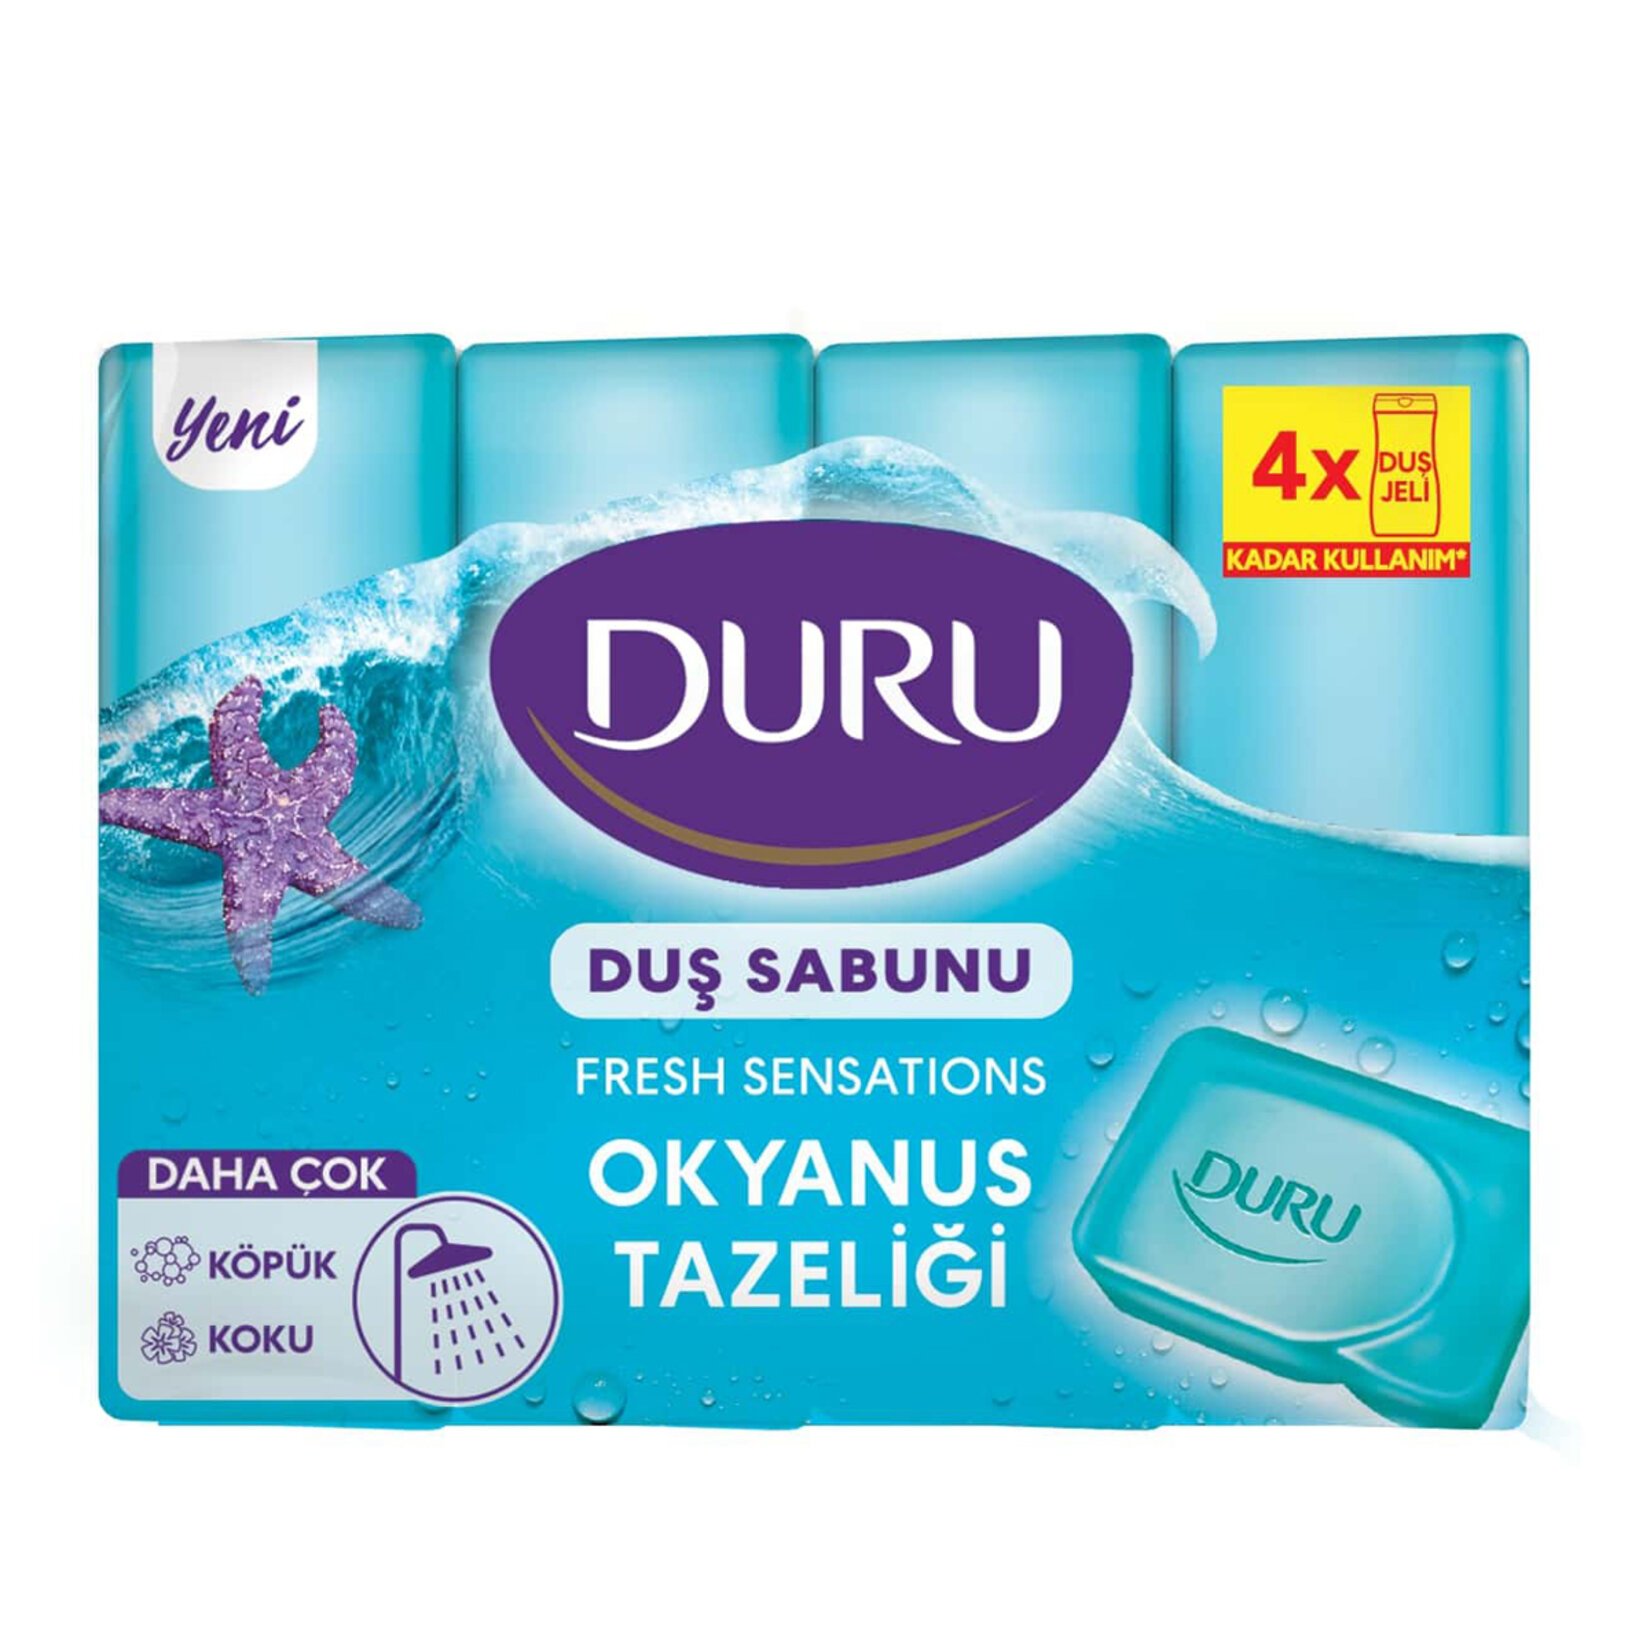 Yeni
4x
DUŞ
JELİ
KADAR KULLANIM*
DURU
DUŞ SABUNU
FRESH SENSATIONS
OKYANUS
TAZELİĞİ
DAHA ÇOK
KÖPÜK
KOKU
DURU